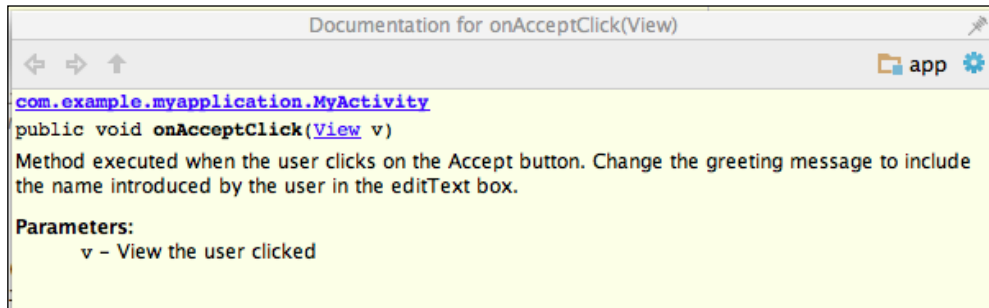 Documentation for onAcceptClick(View)
app
com.example.myapplication.MyActivity
public void onAcceptClick(View v)
Method executed when the user clicks on the Accept button. Change the greeting message to include
the name introduced by the user in the editText box.
Parameters:
v – View the user clicked